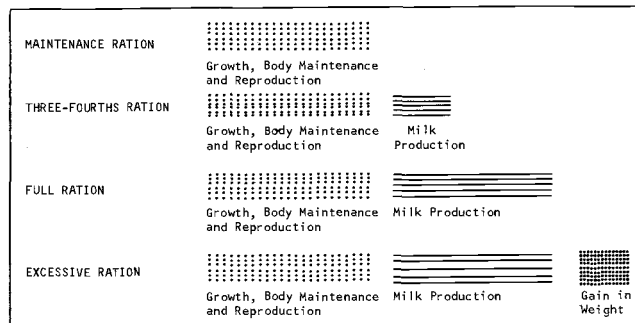 MAINTENANCE RATION
Growth, Body Maintenance
and Reproduction
THREE-FOURTHS RATION
Growth, Body Maintenance
and Reproduction
Milk
Production
FULL RATION
Growth, Body Maintenance
and Reproduction
Milk Production
EXCESSIVE RATION
Growth, Body Maintenance
and Reproduction
Milk Production
Gain in
Weight